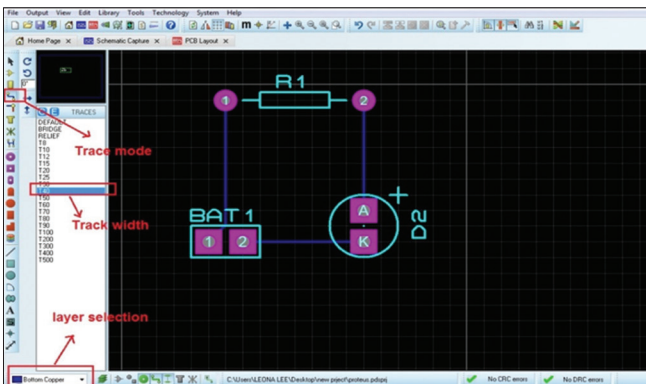 File Output View Edit Library Tools Technology System Help
Home Page Schematic Capture PCB Layout
TRACES
DEFAULT
BRIDGE
RELIEF
T8
T10
T12
T15
T20
T25
T30
T40
T50
T60
T70
T80
T90
T100
T200
T300
T400
T500
Trace mode
Track width
layer selection
R1
1 2
BAT1
1 2
A
K
D2
Bottom Copper C:\Users\LEONA LEE\Desktop\new prject\proteus.pdsprj No CRC errors No DRC errors